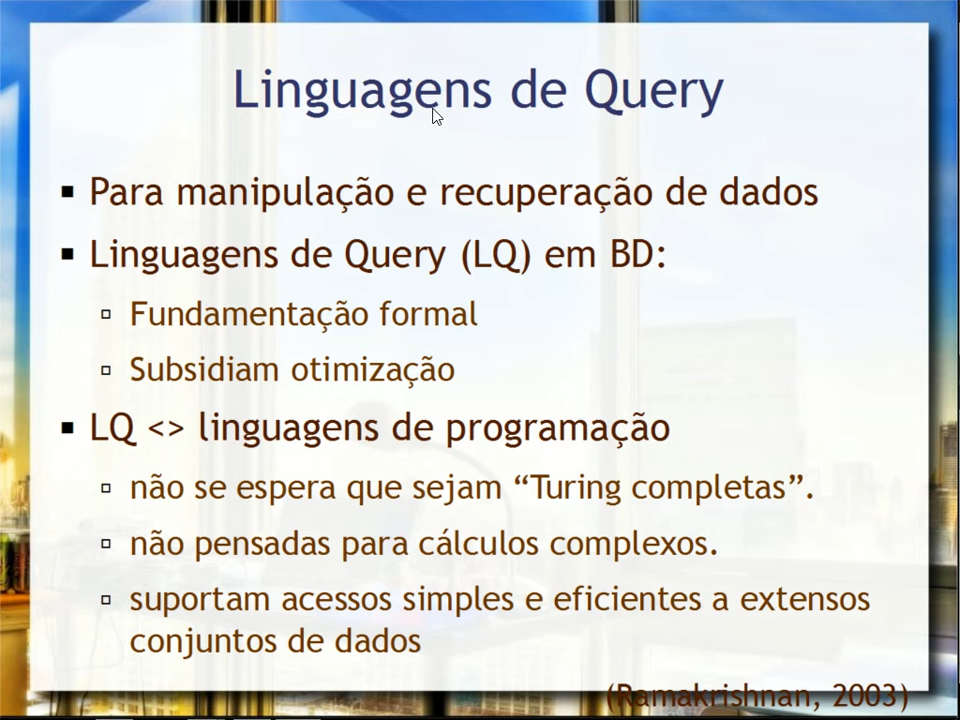 Linguagens de Query
▪ Para manipulação e recuperação de dados
▪ Linguagens de Query (LQ) em BD:
▫ Fundamentação formal
▫ Subsidiam otimização
▪ LQ <> linguagens de programação
▫ não se espera que sejam “Turing completas”.
▫ não pensadas para cálculos complexos.
▫ suportam acessos simples e eficientes a extensos
conjuntos de dados
(Ramakrishnan, 2003)